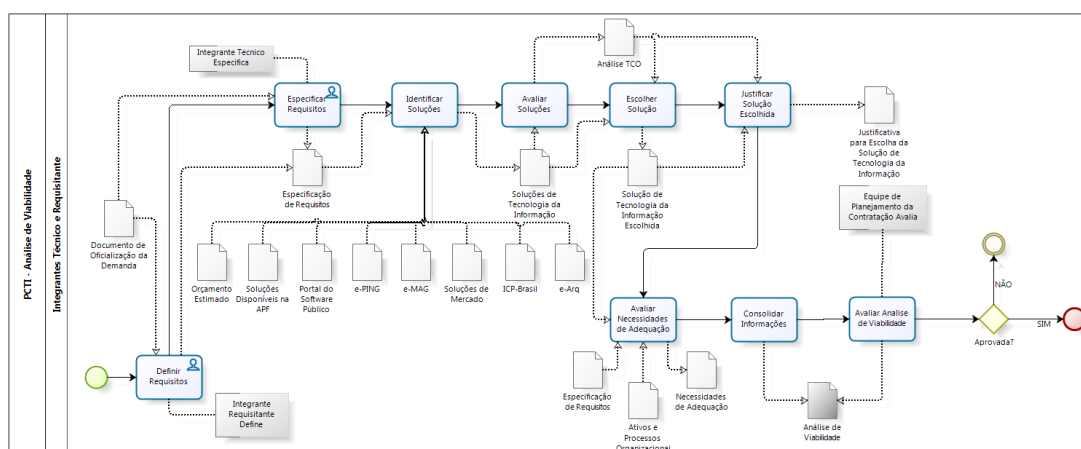 PCTI - Análise de Viabilidade
Integrantes Técnico e Requisitante
Integrante Técnico
Especifica
Análise TCO
Especificar
Requisitos
Identificar
Soluções
Avaliar
Soluções
Escolher
Solução
Justificar
Solução
Escolhida
Justificativa
para Escolha da
Solução de
Tecnologia da
Informação
Especificação
de Requisitos
Soluções de
Tecnologia da
Informação
Solução de
Tecnologia da
Informação
Escolhida
Equipe de
Planejamento da
Contratação Avalia
Documento de
Oficialização da
Demanda
Orçamento
Estimado
Soluções
Disponíveis na
APF
Portal do
Software
Público
e-PING
e-MAG
Soluções de
Mercado
ICP-Brasil
e-Arq
NÃO
Avaliar
Necessidades
de Adequação
Consolidar
Informações
Avaliar Analise
de Viabilidade
SIM
Aprovada?
Definir
Requisitos
Integrante
Requisitante
Define
Especificação
de Requisitos
Necessidades
de Adequação
Ativos e
Processos
Organizacional
Análise de
Viabilidade